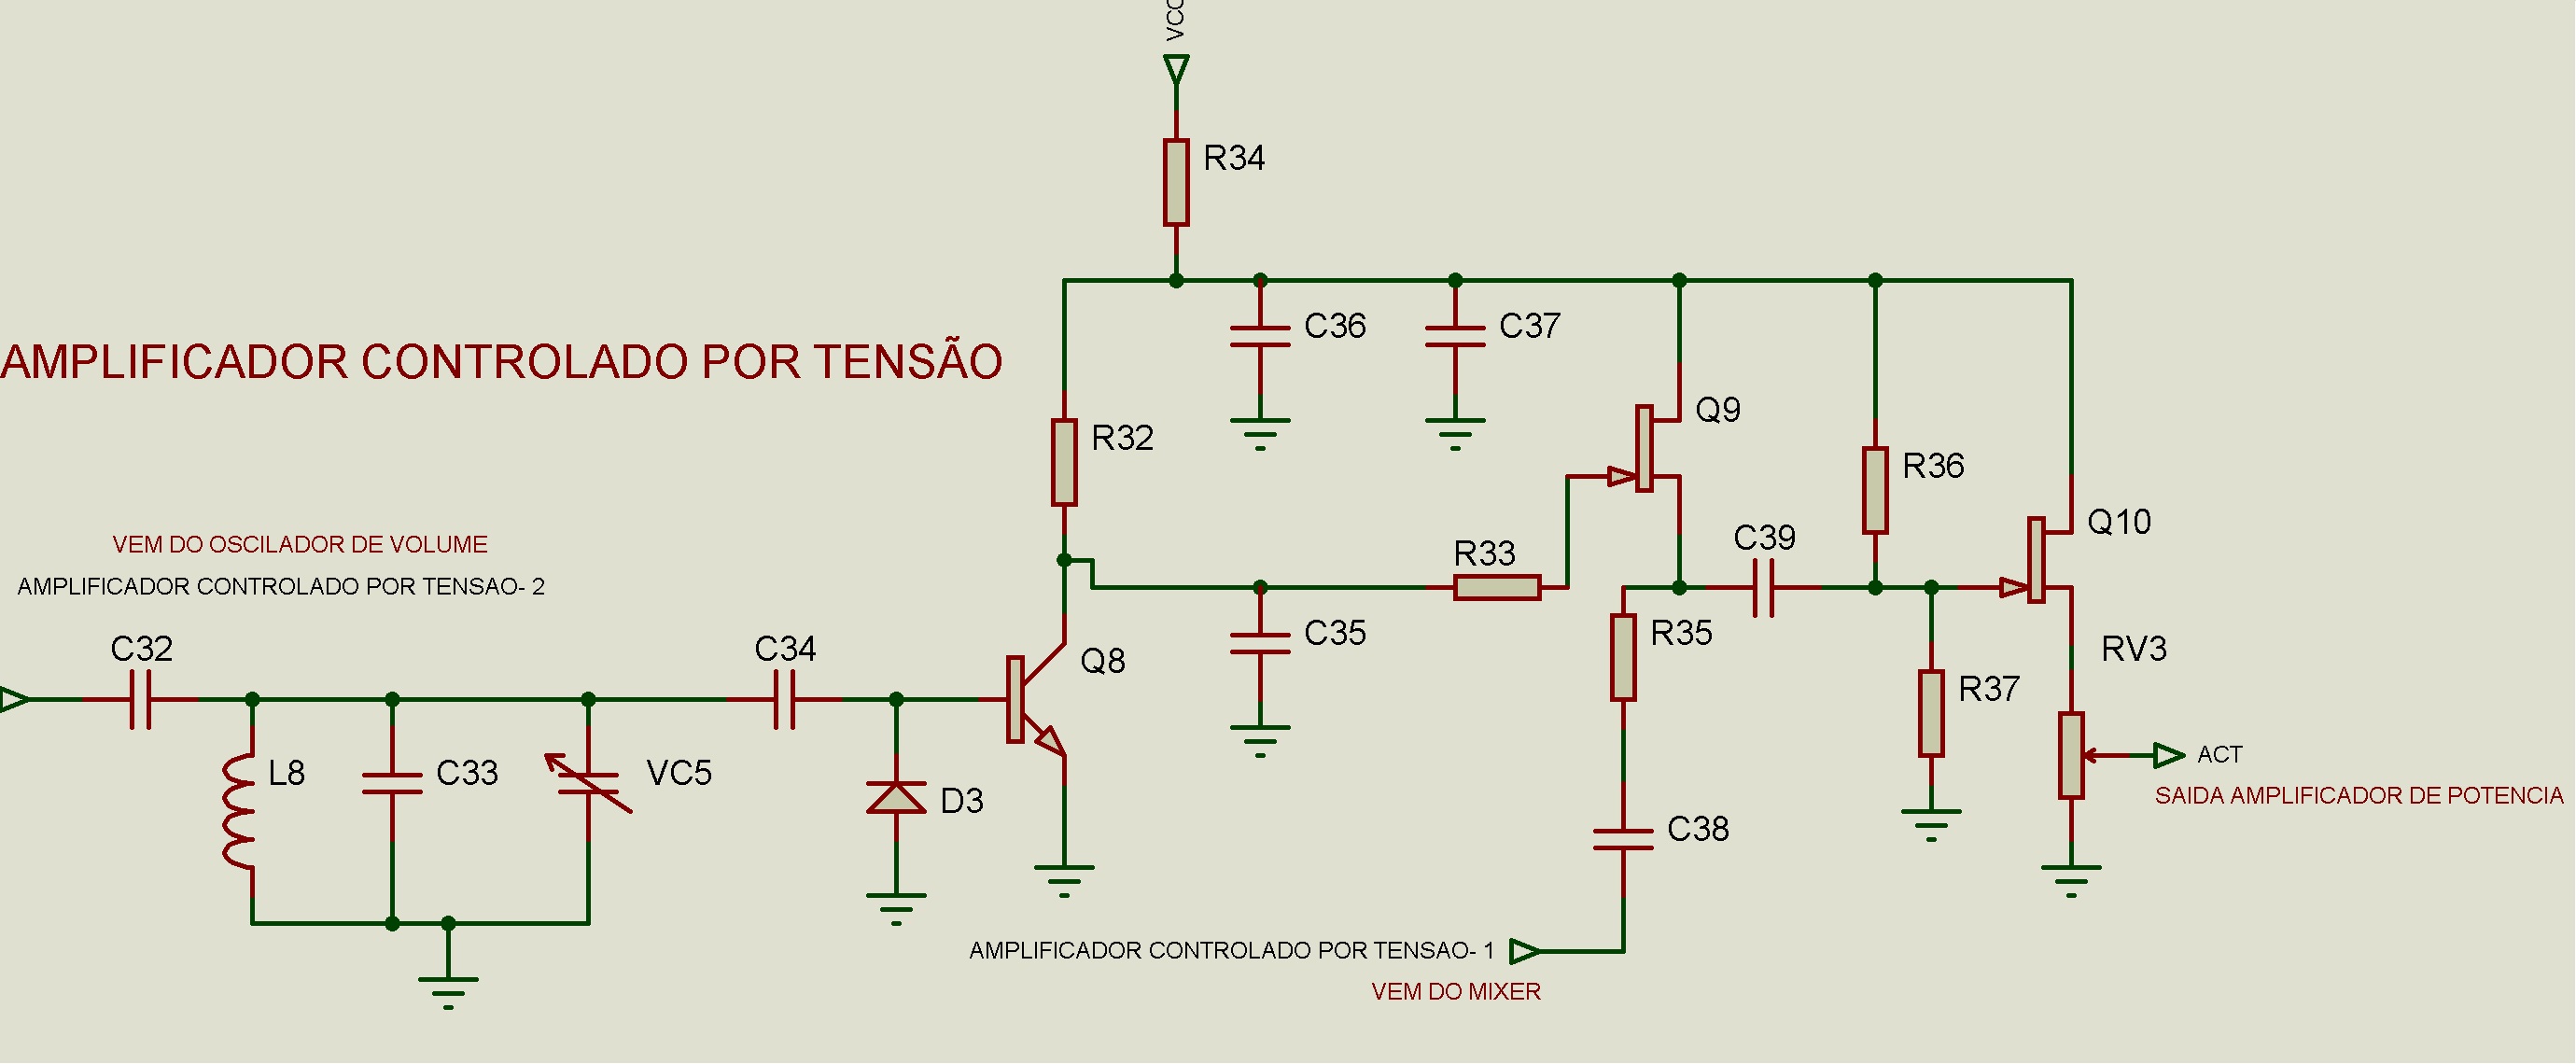 VCC
R34
C36
C37
AMPLIFICADOR CONTROLADO POR TENSÃO
Q9
R32
R36
Q10
VEM DO OSCILADOR DE VOLUME
C39
R33
AMPLIFICADOR CONTROLADO POR TENSAO- 2
C35
R35
C32
C34
RV3
Q8
R37
ACT
L8
C33
VC5
SAIDA AMPLIFICADOR DE POTENCIA
D3
C38
AMPLIFICADOR CONTROLADO POR TENSAO- 1
VEM DO MIXER